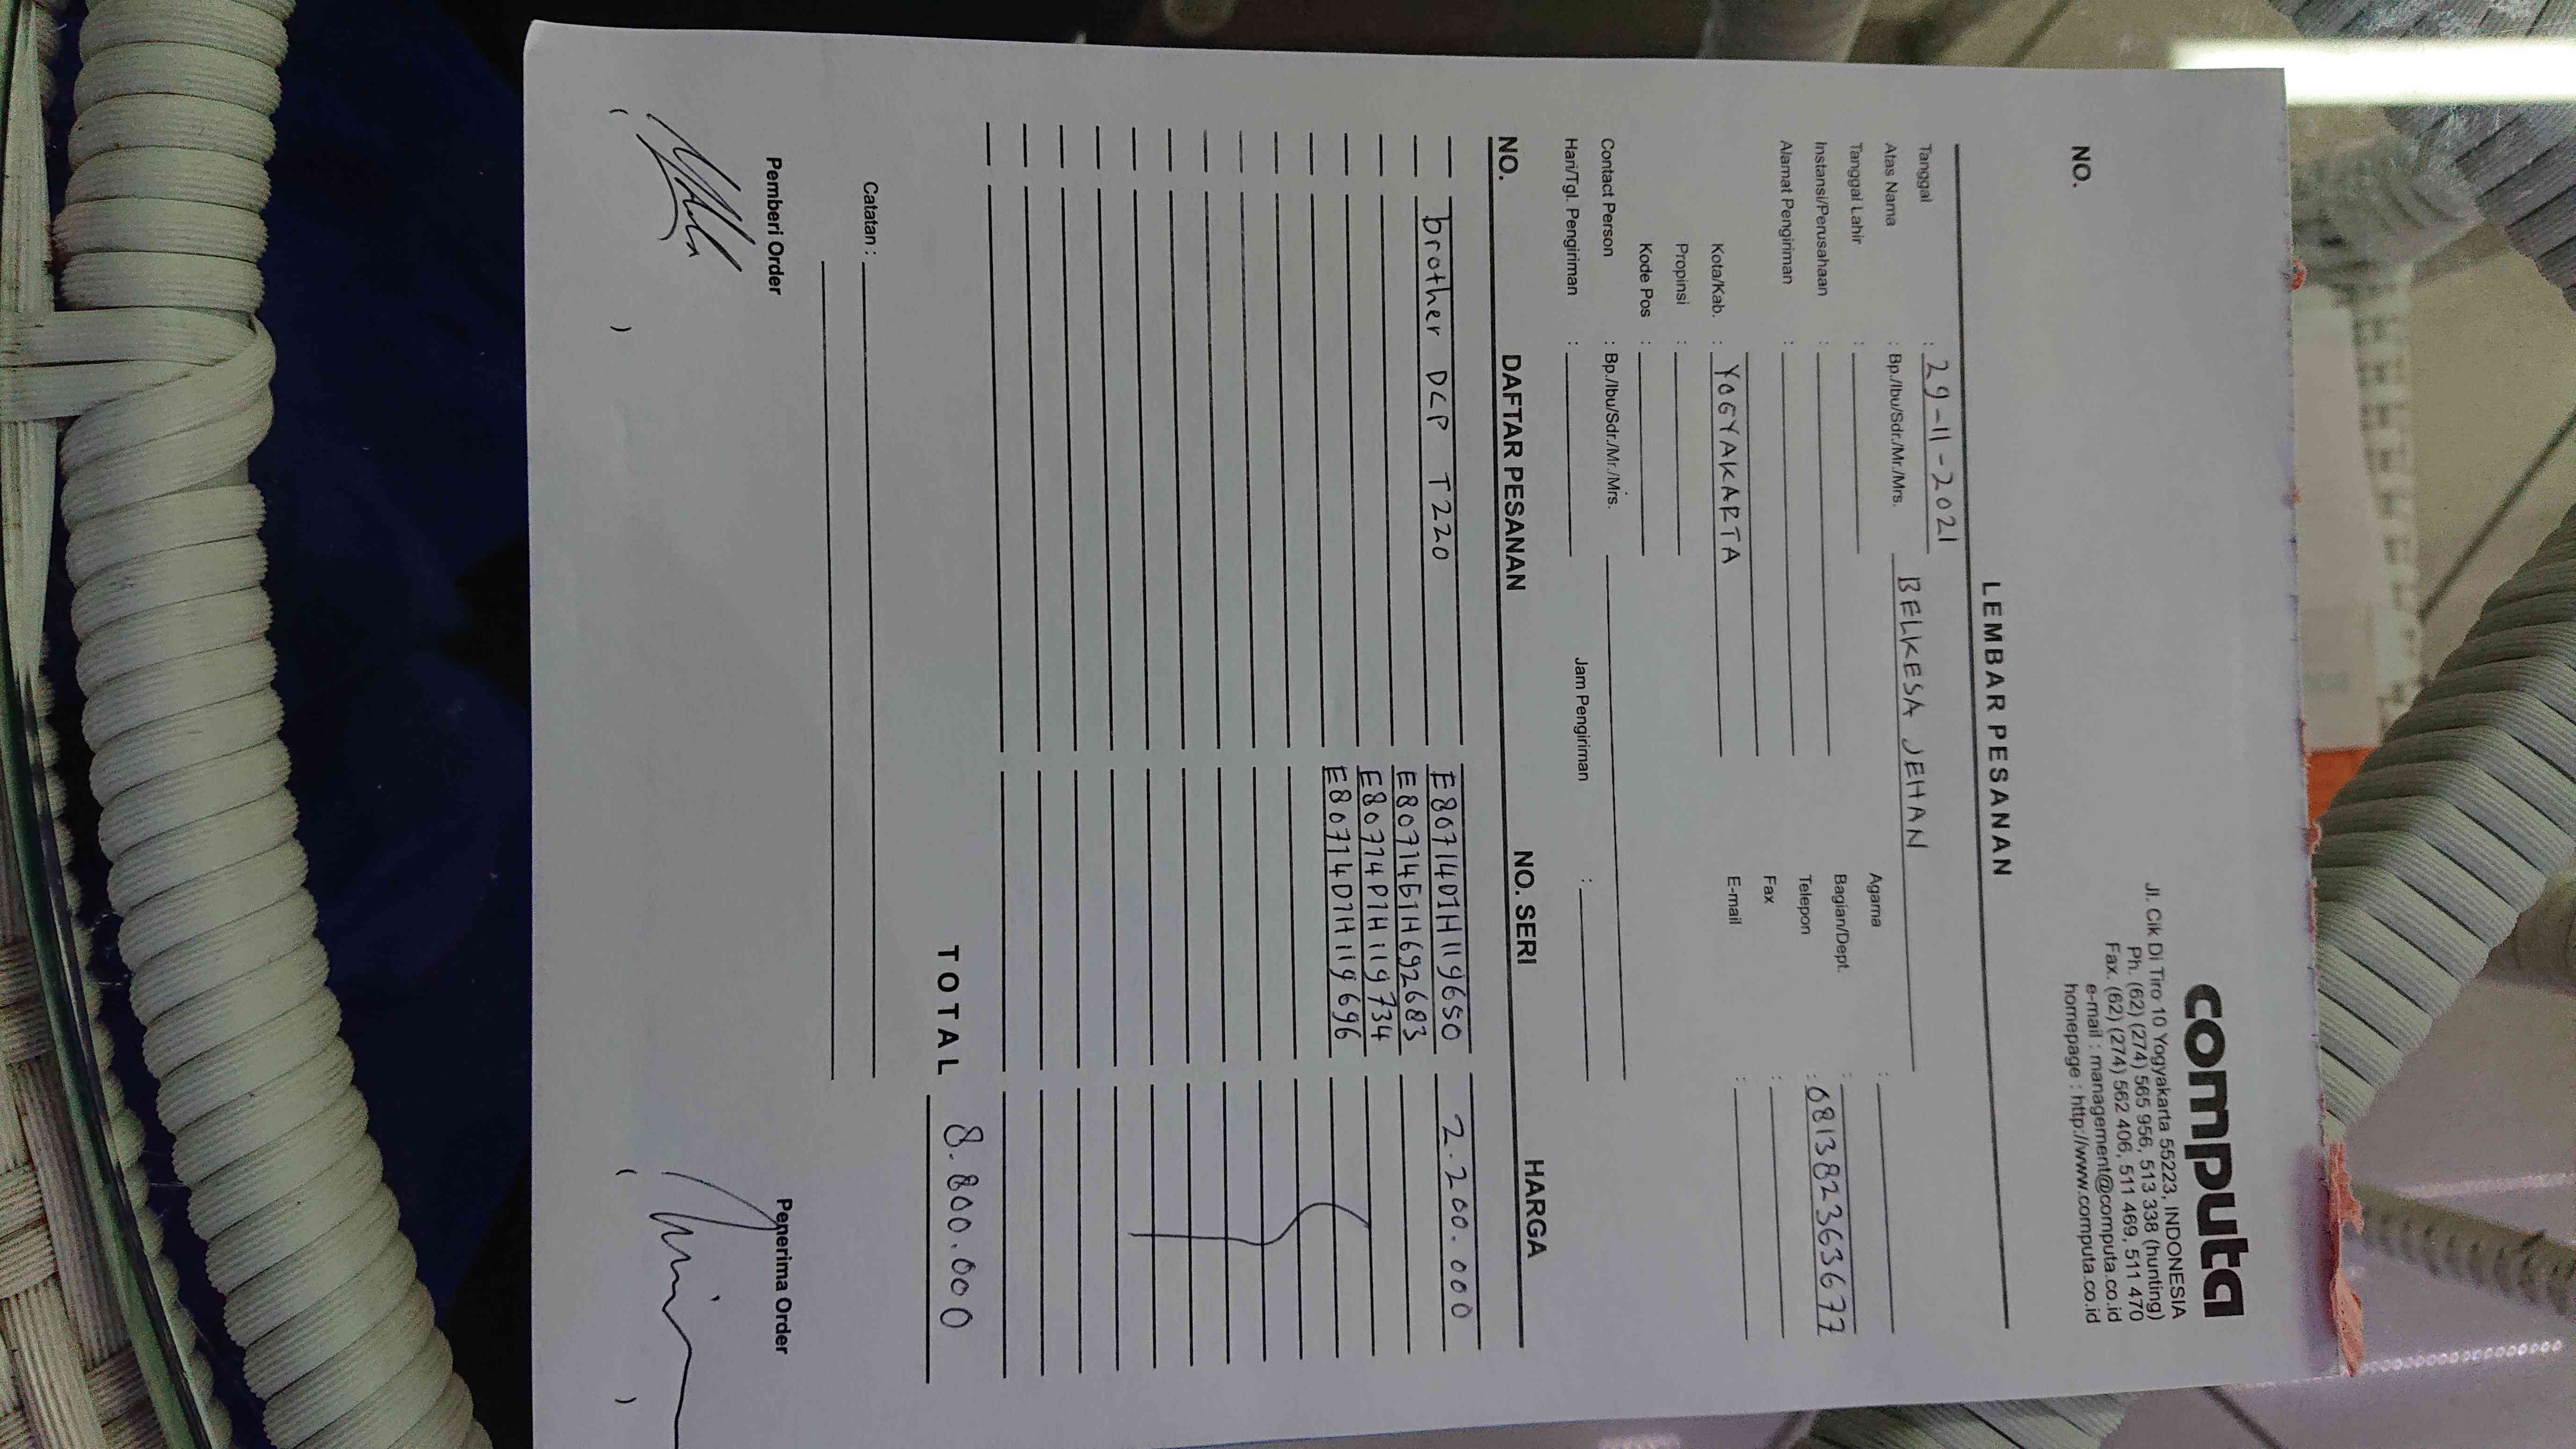 computa
Jl. Cik Di Tiro 10 Yogyakarta 55223, INDONESIA
Ph. (62) (274) 565 956, 513 338 (hunting)
Fax. (62) (274) 562 406, 511 469, 511 470
e-mail : management@computa.co.id
homepage : http://www.computa.co.id
NO.
LEMBAR PESANAN
Tanggal : 29-11-2021
Atas Nama : Bp./Ibu/Sdr./Mr./Mrs. BELKESA JEHAN
Tanggal Lahir : Agama :
Instansi/Perusahaan : Bagian/Dept. :
Alamat Pengiriman : Telepon : 081382363677
Fax :
Kota/Kab. : YOGYAKARTA E-mail :
Propinsi :
Kode Pos :
Contact Person : Bp./Ibu/Sdr./Mr./Mrs.
Hari/Tgl. Pengiriman : Jam Pengiriman :
NO. DAFTAR PESANAN NO. SERI HARGA
brother DCP T220 E80714D1H119650 2.200.000
E80714G1H692683
E80714D1H119734
E80714D1H119696
TOTAL 8.800.000
Catatan :
Pemberi Order Penerima Order
( ) ( )